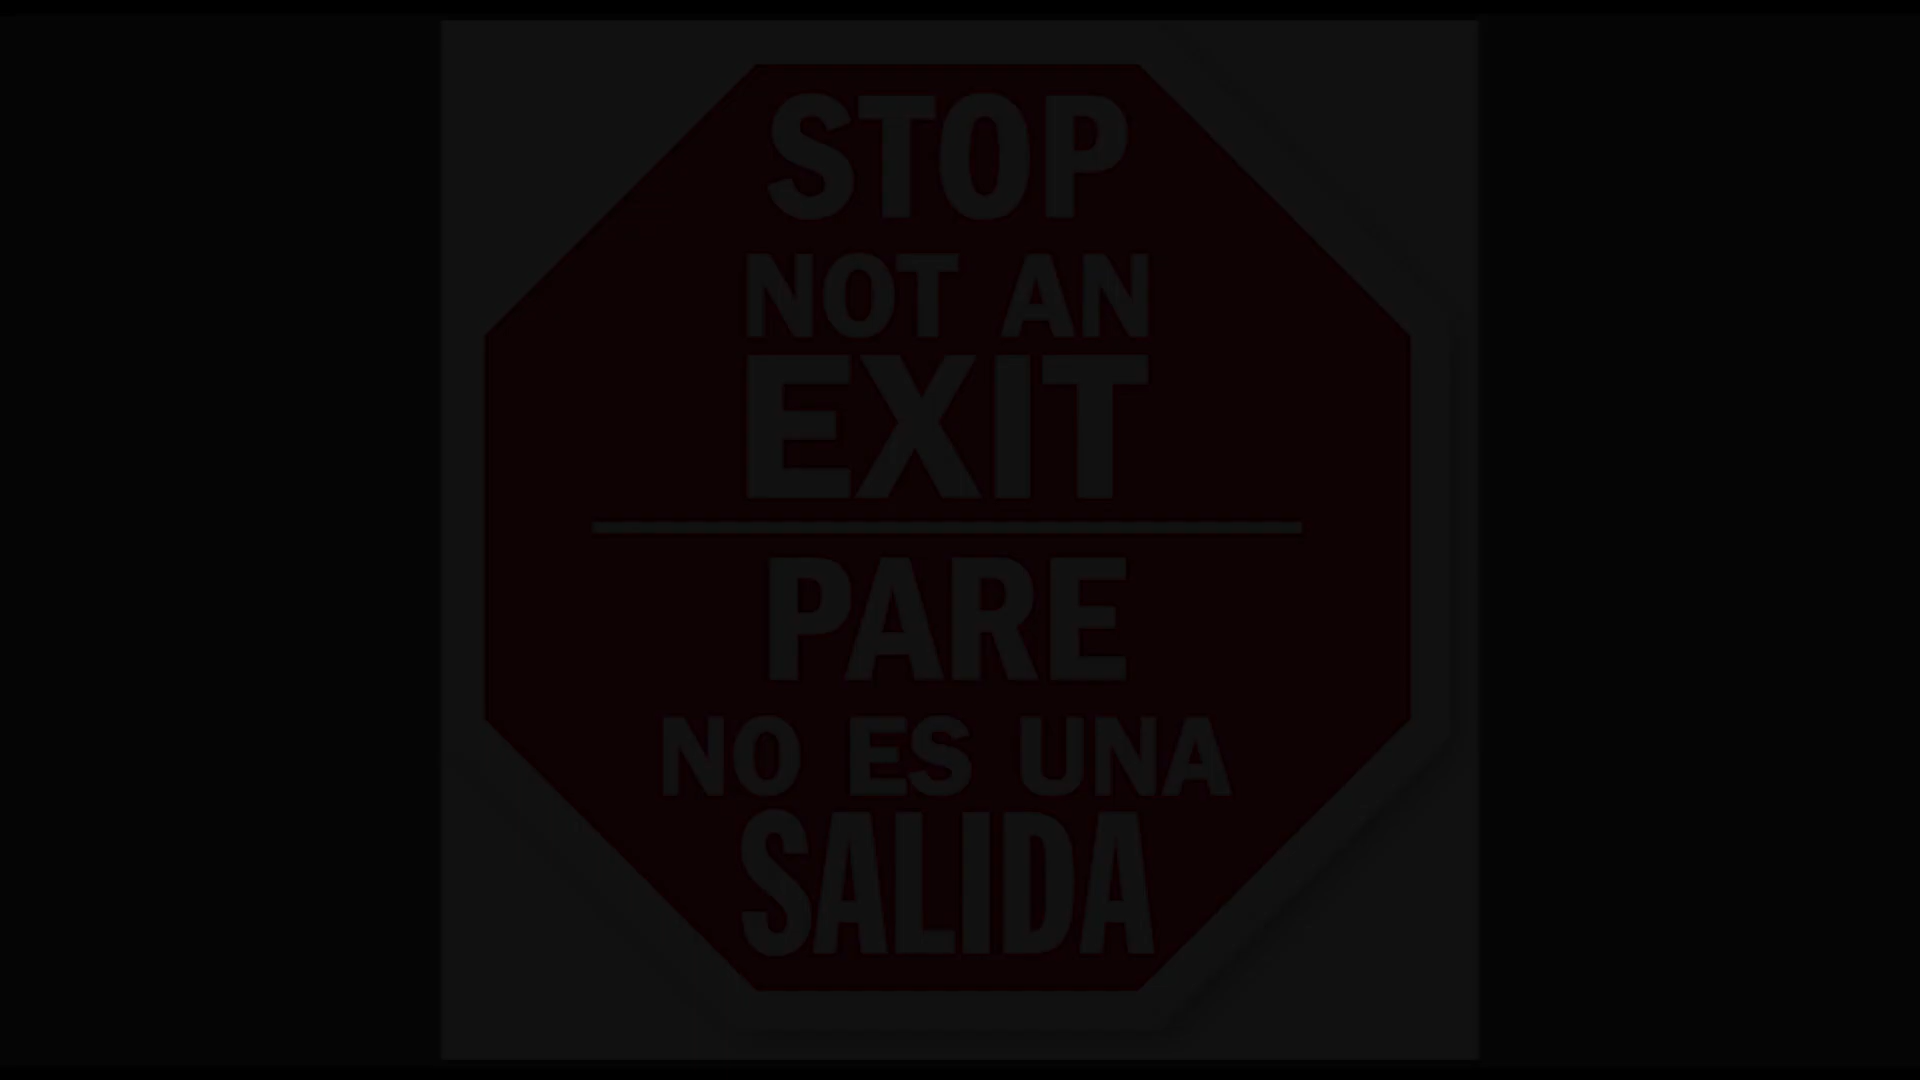 STOP
NOT AN
EXIT
PARE
NO ES UNA
SALIDA